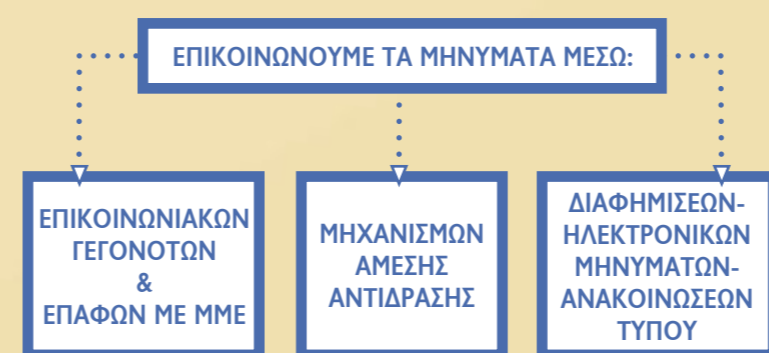 ΕΠΙΚΟΙΝΩΝΟΥΜΕ ΤΑ ΜΗΝΥΜΑΤΑ ΜΕΣΩ:
ΕΠΙΚΟΙΝΩΝΙΑΚΩΝ
ΓΕΓΟΝΟΤΩΝ
&
ΕΠΑΦΩΝ ΜΕ ΜΜΕ
ΜΗΧΑΝΙΣΜΩΝ
ΑΜΕΣΗΣ
ΑΝΤΙΔΡΑΣΗΣ
ΔΙΑΦΗΜΙΣΕΩΝ-
ΗΛΕΚΤΡΟΝΙΚΩΝ
ΜΗΝΥΜΑΤΩΝ-
ΑΝΑΚΟΙΝΩΣΕΩΝ
ΤΥΠΟΥ